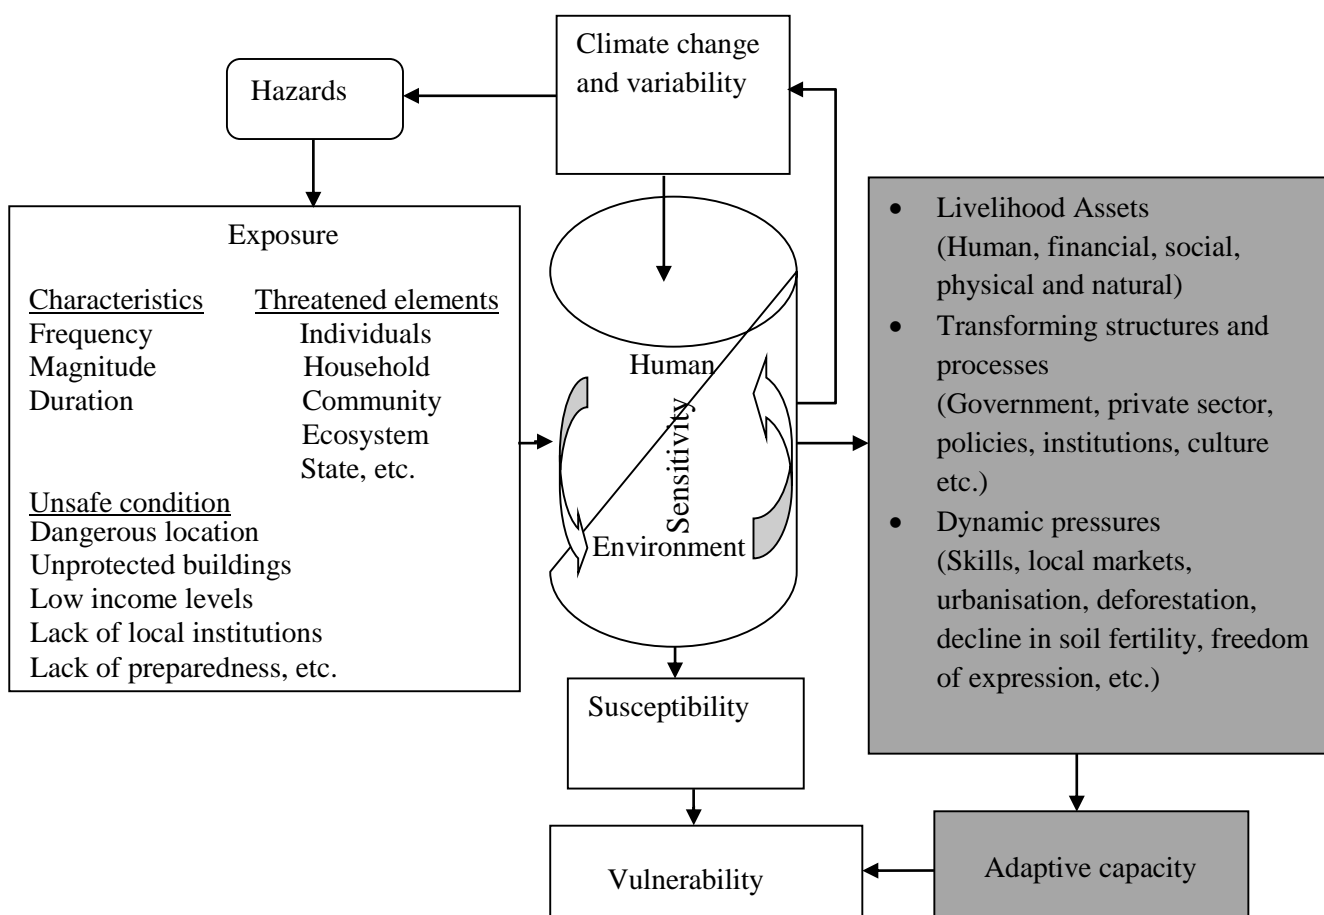 Climate change
and variability
Hazards
Exposure
Characteristics
Frequency
Magnitude
Duration
Threatened elements
Individuals
Household
Community
Ecosystem
State, etc.
Unsafe condition
Dangerous location
Unprotected buildings
Low income levels
Lack of local institutions
Lack of preparedness, etc.
Human
Sensitivity
Environment
• Livelihood Assets
(Human, financial, social,
physical and natural)
• Transforming structures and
processes
(Government, private sector,
policies, institutions, culture
etc.)
• Dynamic pressures
(Skills, local markets,
urbanisation, deforestation,
decline in soil fertility, freedom
of expression, etc.)
Susceptibility
Vulnerability
Adaptive capacity